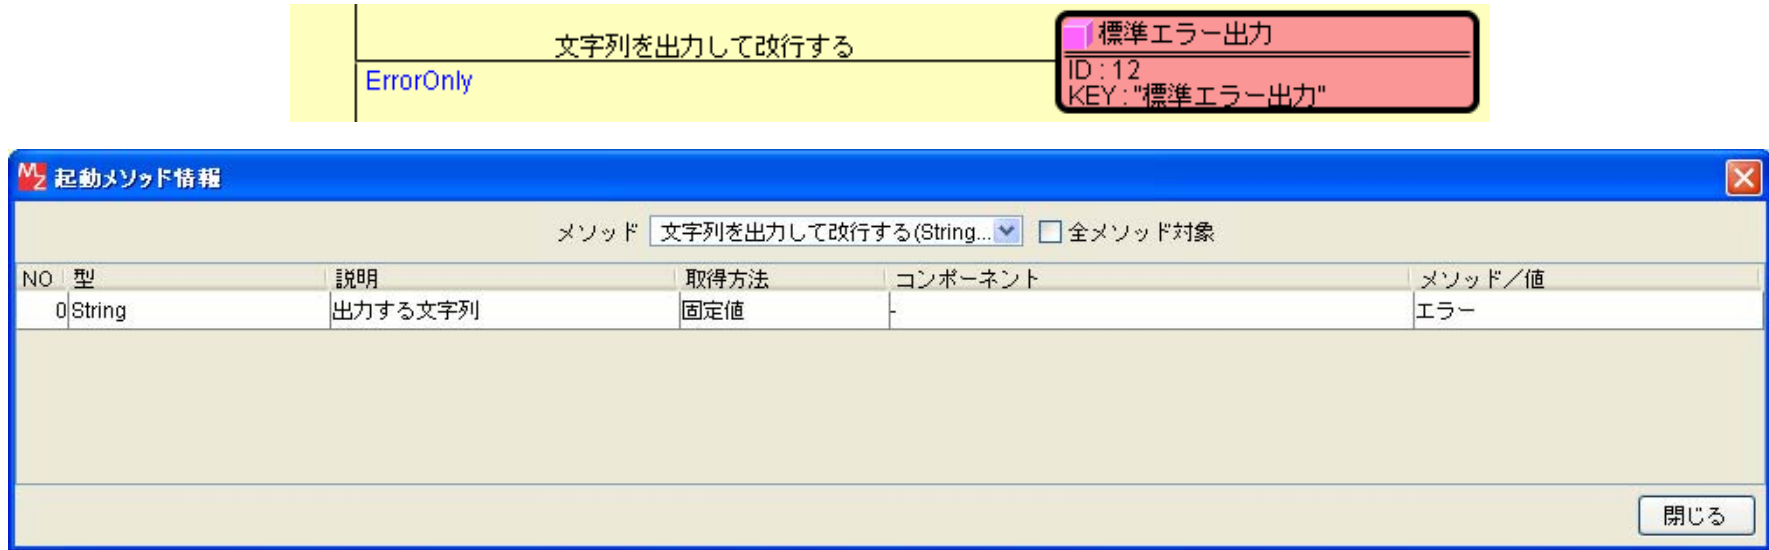 文字列を出力して改行する
標準エラー出力
ErrorOnly
ID : 12
KEY : "標準エラー出力"
MZ 起動メソッド情報
メソッド 文字列を出力して改行する(String... 全メソッド対象
NO 型 説明 取得方法 コンポーネント メソッド／値
0 String 出力する文字列 固定値 - エラー
閉じる